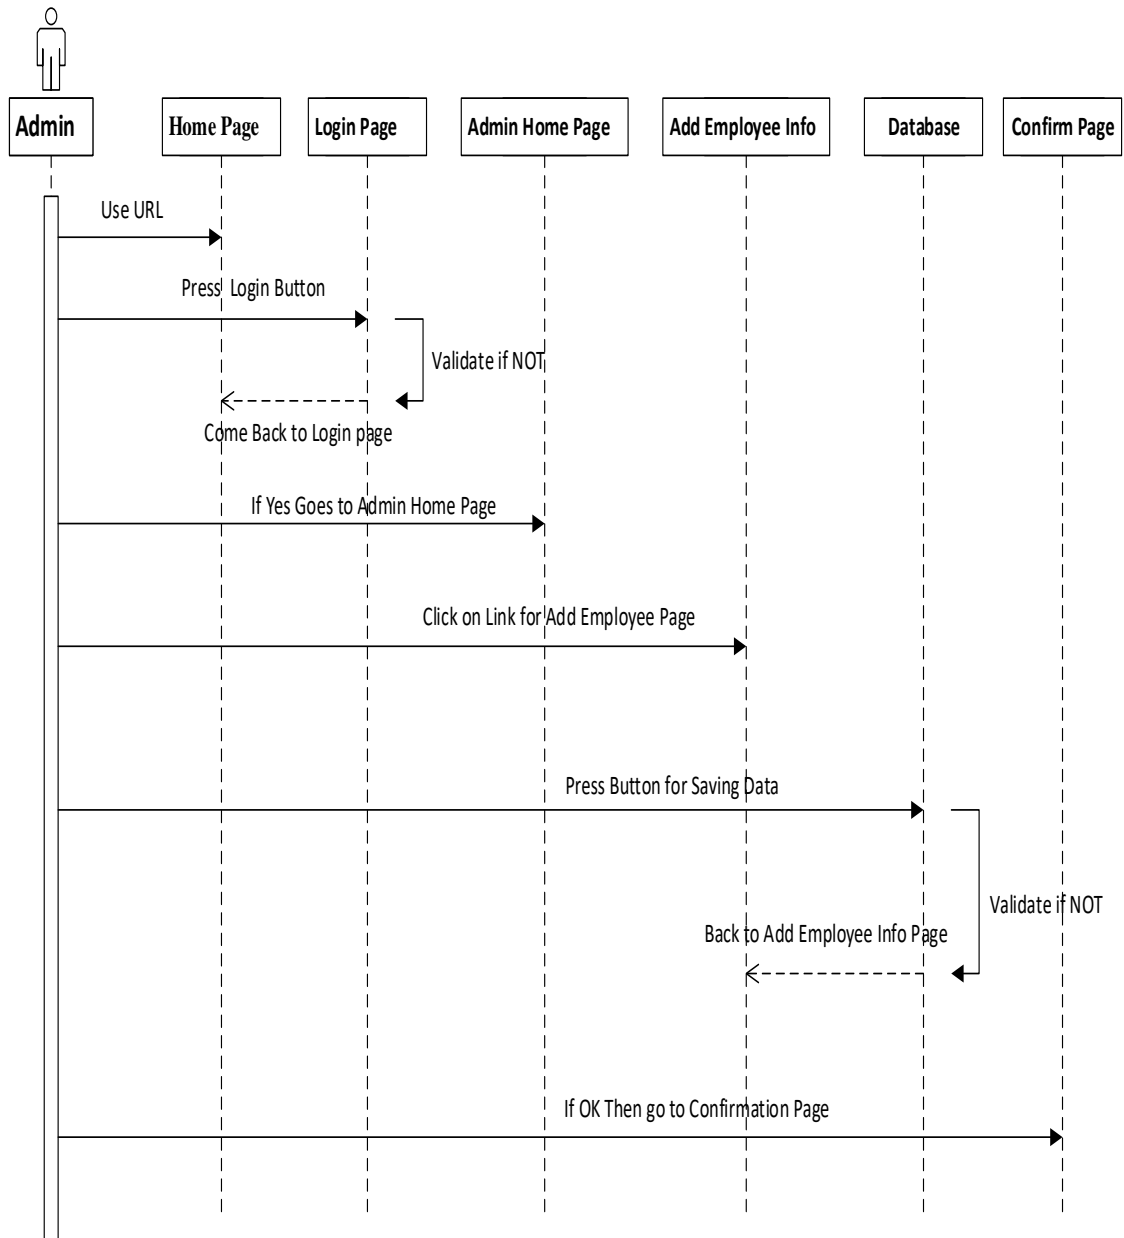 Admin
Home Page
Login Page
Admin Home Page
Add Employee Info
Database
Confirm Page
Use URL
Press Login Button
Validate if NOT
Come Back to Login page
If Yes Goes to Admin Home Page
Click on Link for Add Employee Page
Press Button for Saving Data
Validate if NOT
Back to Add Employee Info Page
If OK Then go to Confirmation Page